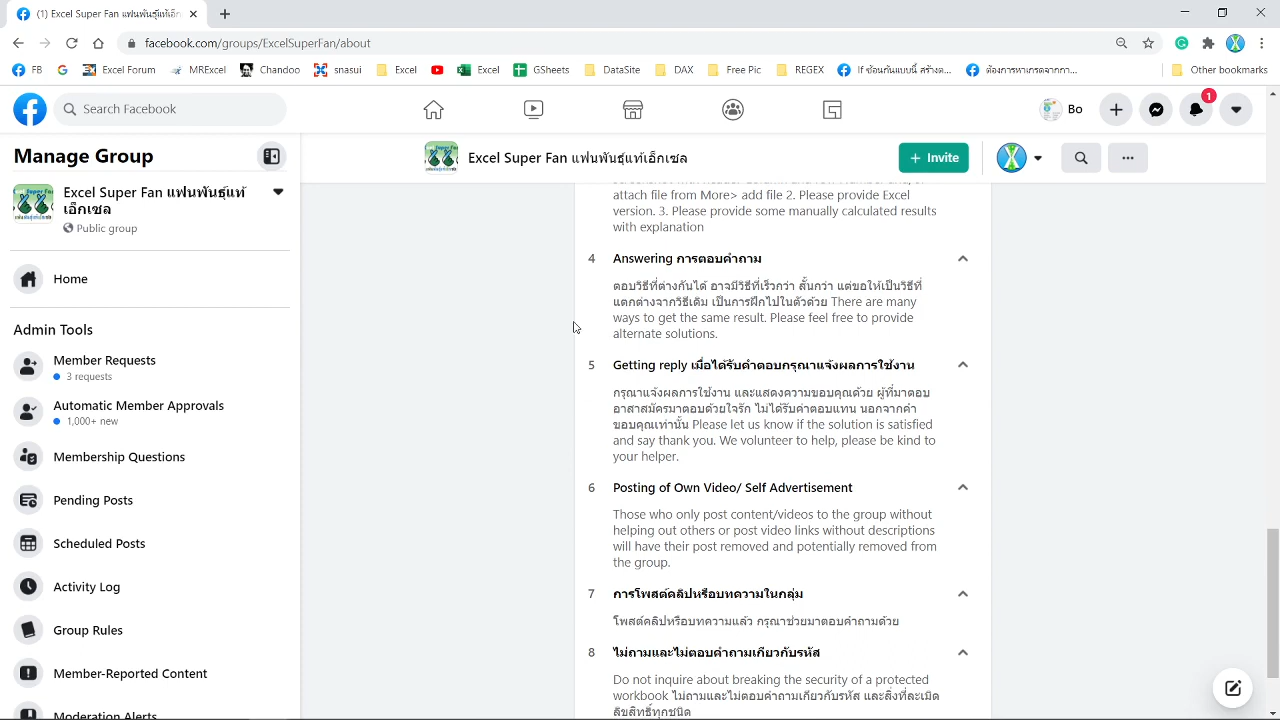 (1) Excel Super Fan แฟนพันธุ์แท้เอ็ก
facebook.com/groups/ExcelSuperFan/about
FB Excel Forum MrExcel Chandoo snasui Excel Excel GSheets DataSite DAX Free Pic REGEX If ซ้อนกันแบบนี้ สร้างต... ต้องการหาเกรดจากกา... Other bookmarks
Search Facebook
Bo
1
Manage Group
Excel Super Fan แฟนพันธุ์แท้เอ็กเซล
Invite
Excel Super Fan แฟนพันธุ์แท้
เอ็กเซล
Public group
Home
Admin Tools
Member Requests
3 requests
Automatic Member Approvals
1,000+ new
Membership Questions
Pending Posts
Scheduled Posts
Activity Log
Group Rules
Member-Reported Content
Moderation Alerts
attach file from More> add file 2. Please provide Excel
version. 3. Please provide some manually calculated results
with explanation
4 Answering การตอบคำถาม
ตอบวิธีที่ต่างกันได้ อาจมีวิธีที่เร็วกว่า สั้นกว่า แต่ขอให้เป็นวิธีที่
แตกต่างจากวิธีเดิม เป็นการฝึกไปในตัวด้วย There are many
ways to get the same result. Please feel free to provide
alternate solutions.
5 Getting reply เมื่อได้รับคำตอบกรุณาแจ้งผลการใช้งาน
กรุณาแจ้งผลการใช้งาน และแสดงความขอบคุณด้วย ผู้ที่มาตอบ
อาสาสมัครมาตอบด้วยใจรัก ไม่ได้รับค่าตอบแทน นอกจากคำ
ขอบคุณเท่านั้น Please let us know if the solution is satisfied
and say thank you. We volunteer to help, please be kind to
your helper.
6 Posting of Own Video/ Self Advertisement
Those who only post content/videos to the group without
helping out others or post video links without descriptions
will have their post removed and potentially removed from
the group.
7 การโพสต์คลิปหรือบทความในกลุ่ม
โพสต์คลิปหรือบทความแล้ว กรุณาช่วยมาตอบคำถามด้วย
8 ไม่ถามและไม่ตอบคำถามเกี่ยวกับรหัส
Do not inquire about breaking the security of a protected
workbook ไม่ถามและไม่ตอบคำถามเกี่ยวกับรหัส และสิ่งที่ละเมิด
ลิขสิทธิ์ทุกชนิด